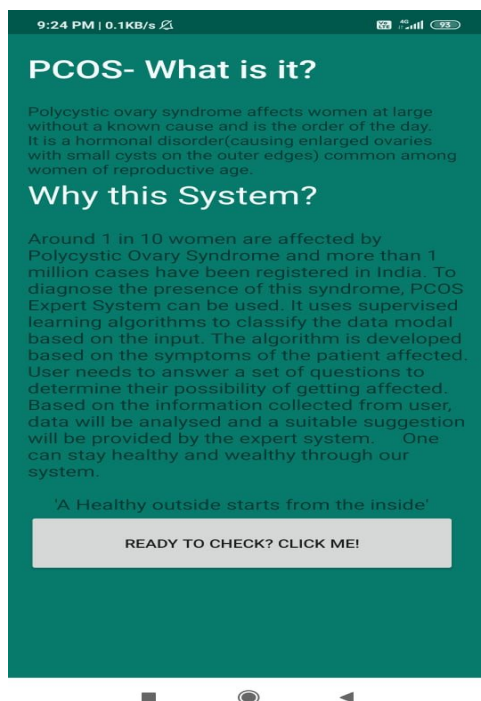 9:24 PM | 0.1KB/s
4G
93
PCOS- What is it?
Polycystic ovary syndrome affects women at large
without a known cause and is the order of the day.
It is a hormonal disorder(causing enlarged ovaries
with small cysts on the outer edges) common among
women of reproductive age.
Why this System?
Around 1 in 10 women are affected by
Polycystic Ovary Syndrome and more than 1
million cases have been registered in India. To
diagnose the presence of this syndrome, PCOS
Expert System can be used. It uses supervised
learning algorithms to classify the data modal
based on the input. The algorithm is developed
based on the symptoms of the patient affected.
User needs to answer a set of questions to
determine their possibility of getting affected.
Based on the information collected from user,
data will be analysed and a suitable suggestion
will be provided by the expert system. One
can stay healthy and wealthy through our
system.
'A Healthy outside starts from the inside'
READY TO CHECK? CLICK ME!